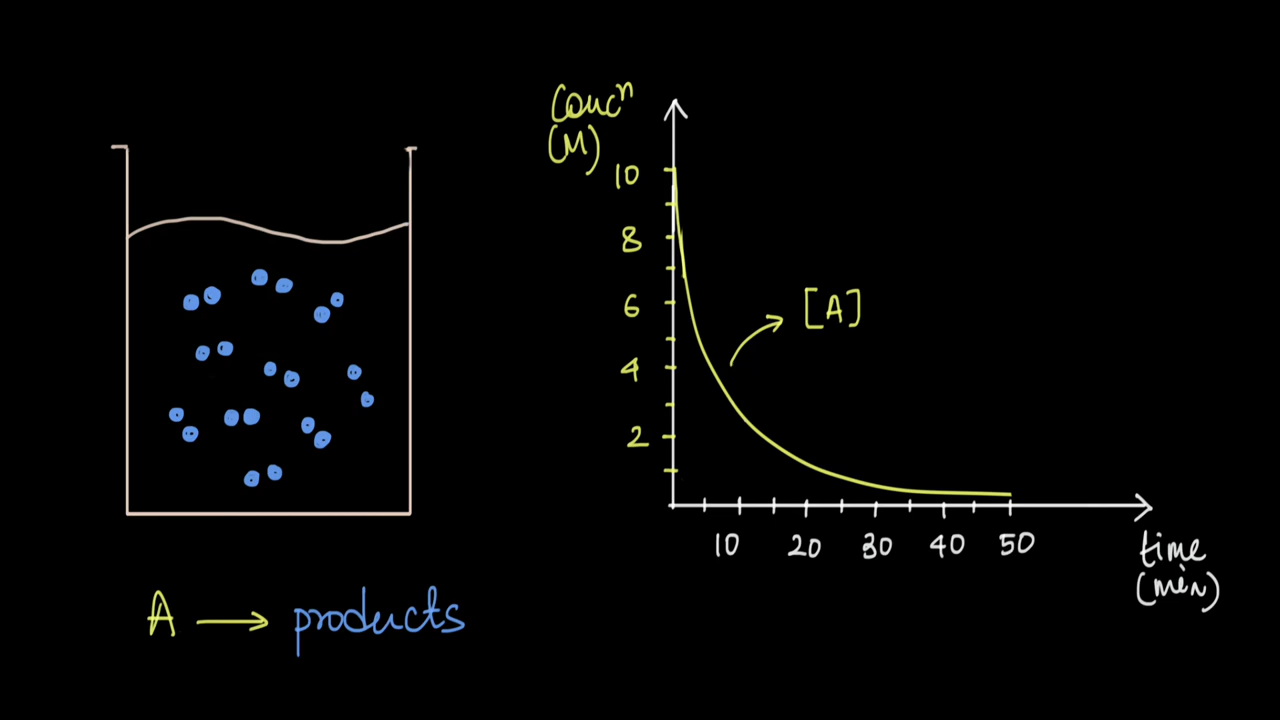 Concⁿ
(M)
10
8
6
4
2
[A]
10 20 30 40 50
time
(min)
A → products